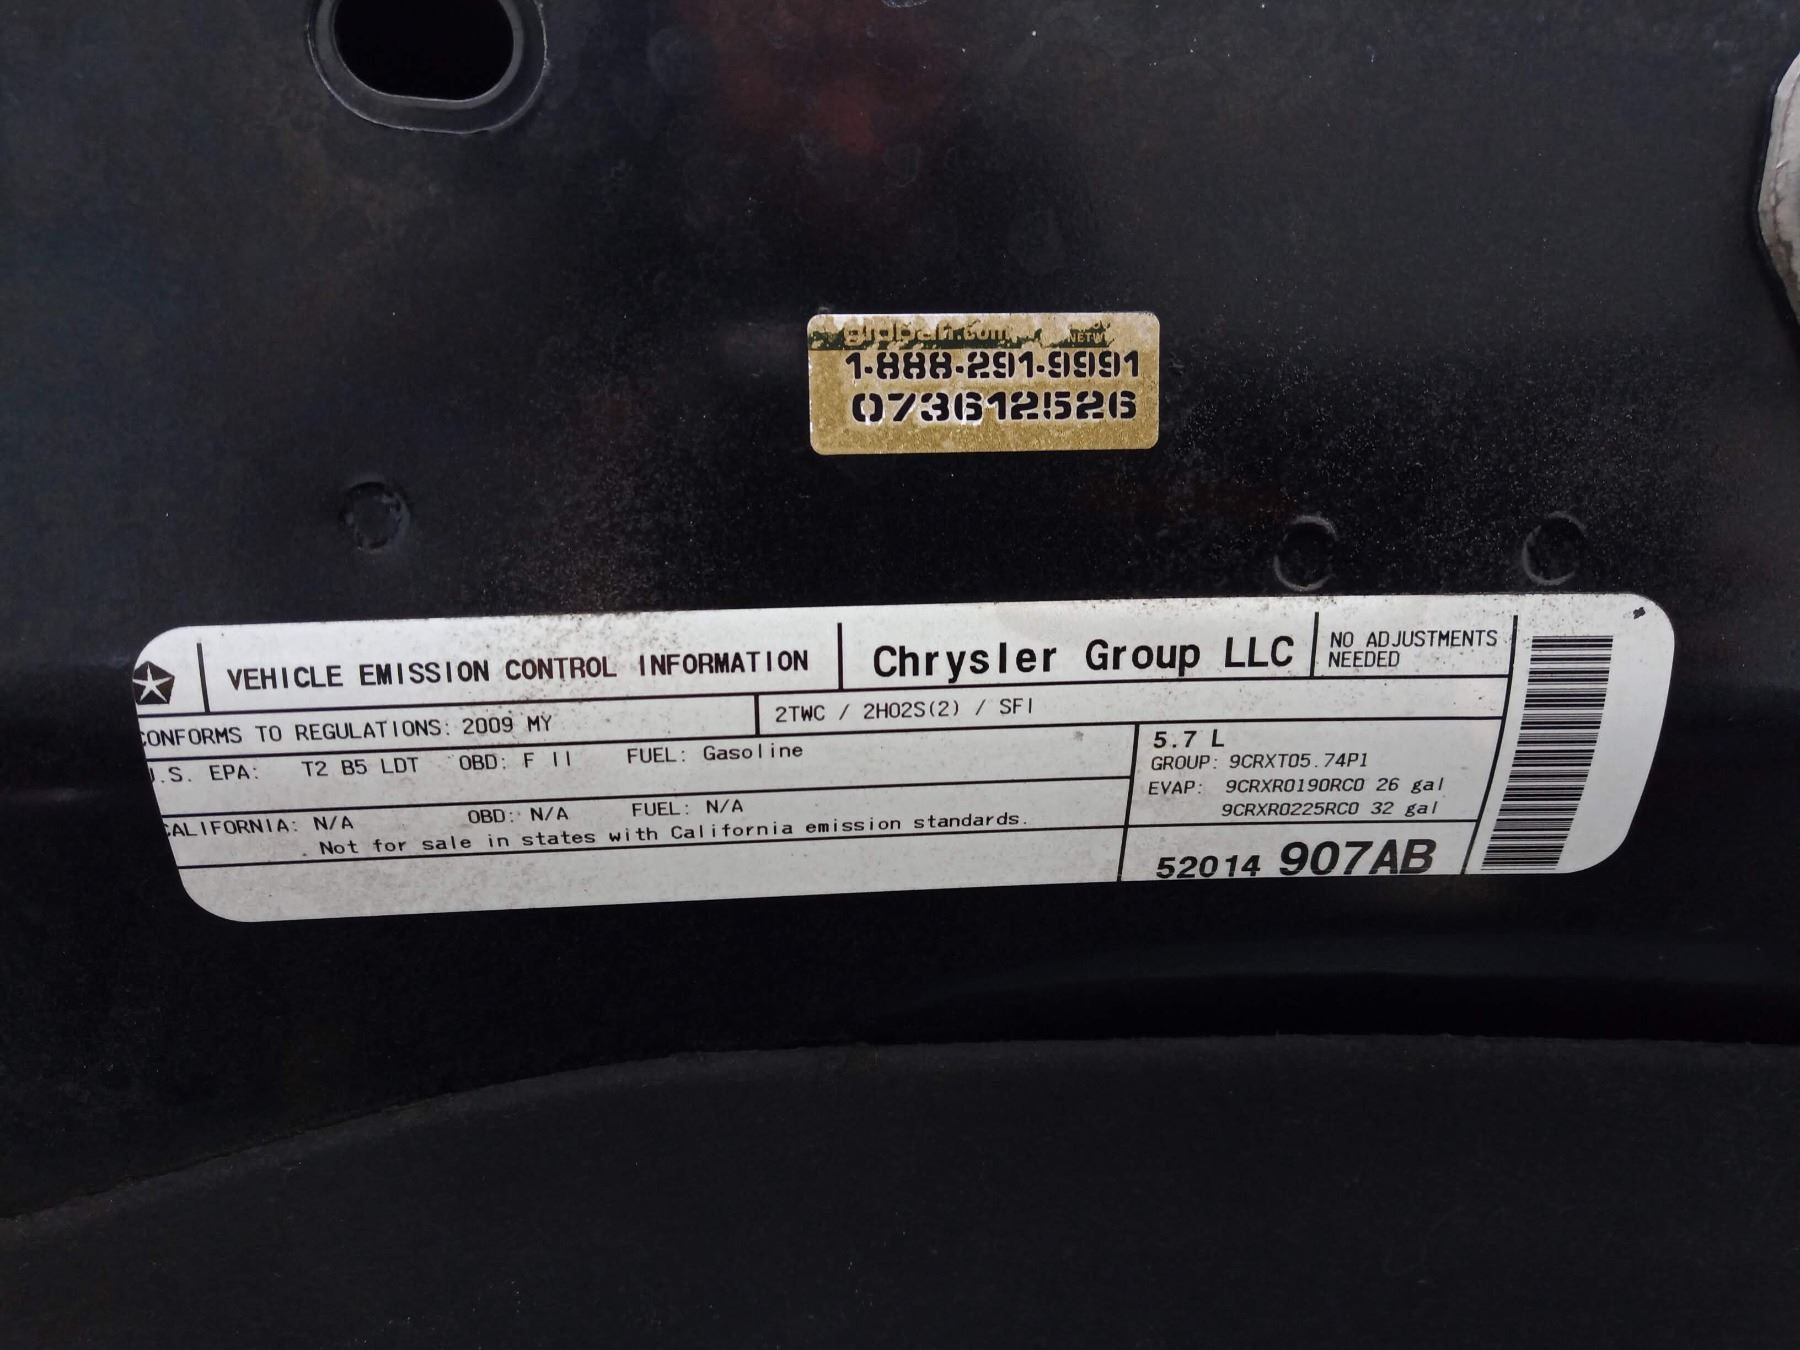 1-888-291-9991
073612526
VEHICLE EMISSION CONTROL INFORMATION
Chrysler Group LLC
NO ADJUSTMENTS
NEEDED
CONFORMS TO REGULATIONS: 2009 MY
2TWC / 2HO2S(2) / SFI
U.S. EPA: T2 B5 LDT OBD: F II FUEL: Gasoline
CALIFORNIA: N/A OBD: N/A FUEL: N/A
Not for sale in states with California emission standards.
5.7 L
GROUP: 9CRXT05.74P1
EVAP: 9CRXR0190RC0 26 gal
9CRXR0225RC0 32 gal
52014 907AB